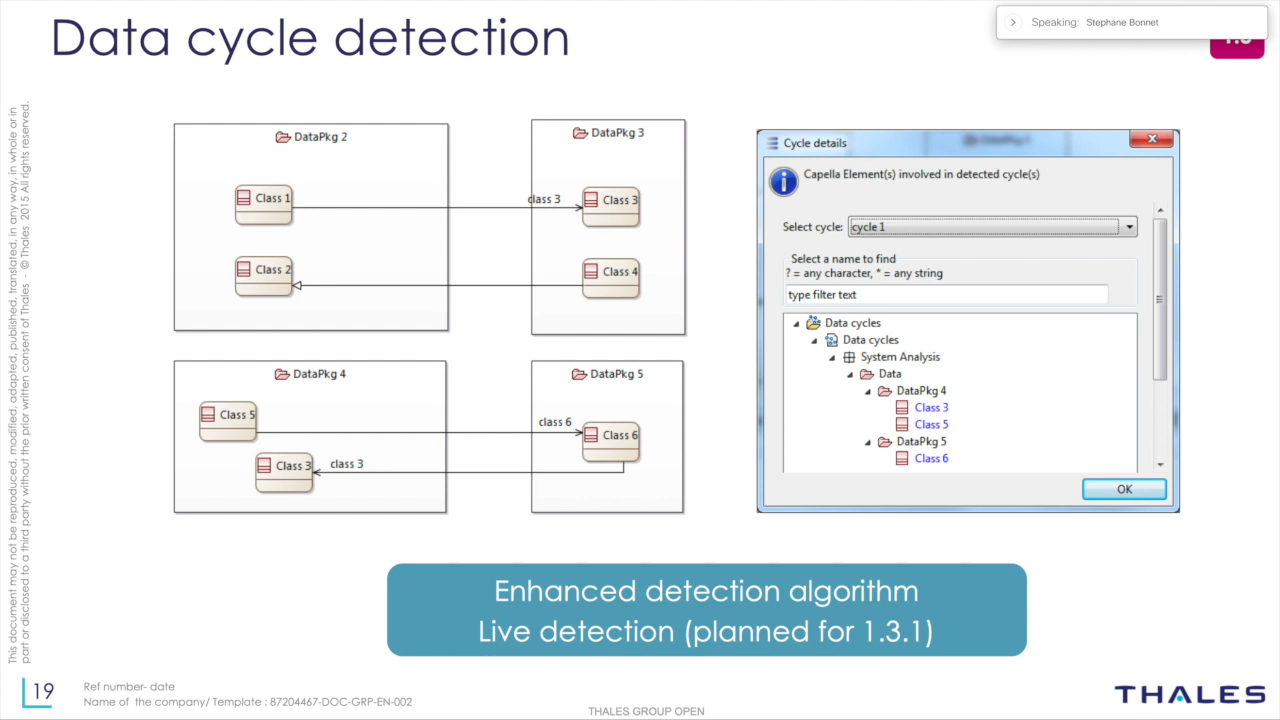 Data cycle detection
Speaking: Stephane Bonnet
This document may not be reproduced, modified, adapted, published, translated, in any way, in whole or in
part or disclosed to a third party without the prior written consent of Thales - © Thales 2015 All rights reserved.
DataPkg 2
Class 1
Class 2
DataPkg 3
class 3
Class 3
Class 4
DataPkg 4
Class 5
Class 3
class 3
DataPkg 5
class 6
Class 6
Cycle details
Capella Element(s) involved in detected cycle(s)
Select cycle: cycle 1
Select a name to find
? = any character, * = any string
type filter text
Data cycles
Data cycles
System Analysis
Data
DataPkg 4
Class 3
Class 5
DataPkg 5
Class 6
OK
Enhanced detection algorithm
Live detection (planned for 1.3.1)
19
Ref number- date
Name of the company/ Template : 87204467-DOC-GRP-EN-002
THALES GROUP OPEN
THALES